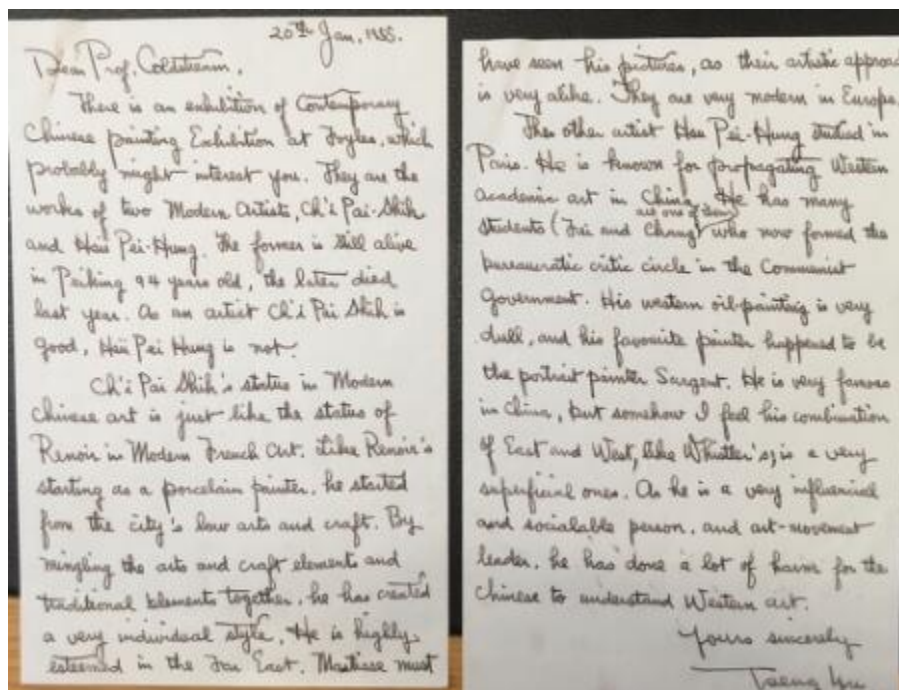 20th Jan, 1955.
Dear Prof. Coldstream,
There is an exhibition of Contemporary
Chinese painting Exhibition at Foyles, which
probably might interest you. They are the
works of two Modern Artists, Ch'i Pai-Shih
and Hsü Pei-Hung. The former is still alive
in Peiking 94 years old, the later died
last year. As an artist Ch'i Pai Shih is
good, Hsü Pei Hung is not.
Ch'i Pai Shih's status in Modern
Chinese art is just like the status of
Renoir in Modern French Art. Like Renoir's
starting as a porcelain painter, he started
from the city's low arts and craft. By
mingling the arts and craft elements and
traditional elements together, he has created
a very individual style, He is highly
esteemed in the Far East. Mastisse must
have seen his pictures, as their artistic approach
is very alike. They are very modern in Europe.
The other artist Hsu Pei-Hung studied in
Paris. He is known for propagating Western
Academic art in China. He has many
are one of them
students ( and Chang) who now formed the
bureaucratic critic circle in the Communist
Government. His western oil-painting is very
dull, and his favourite painter happened to be
the portrait painter Sargent. He is very famous
in China, but somehow I feel his combination
of East and West, like Whistler's, is a very
superficial ones. As he is a very influencial
and socialable person, and art-movement
leader, he has done a lot of harm for the
Chinese to understand Western art.
Yours sincerely
Tseng Yu